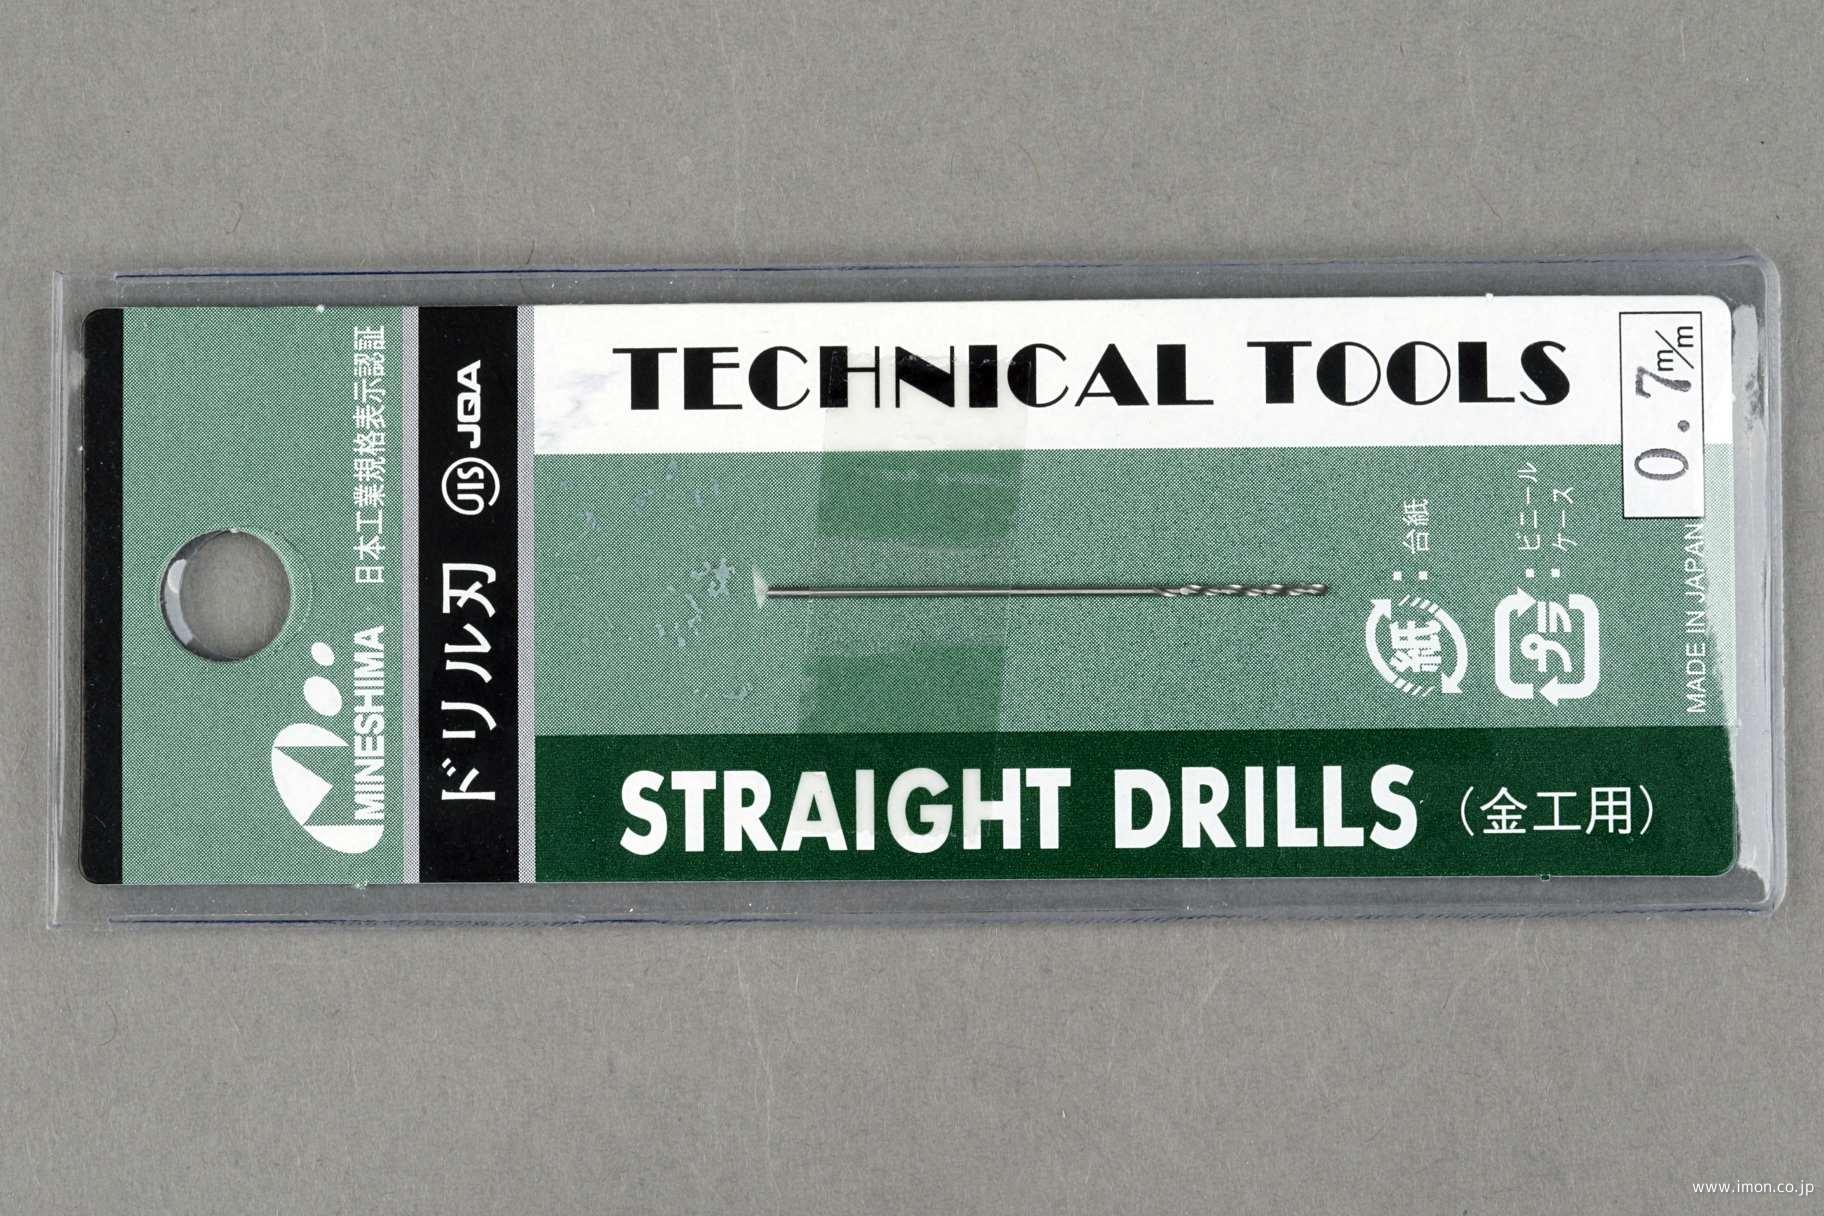 TECHNICAL TOOLS
0.7m/m
日本工業規格表示認証
MINESHIMA
ドリル刃 JIS JQA
紙：台紙
プラ：ビニール
ケース
MADE IN JAPAN
STRAIGHT DRILLS（金工用）
www.imon.co.jp